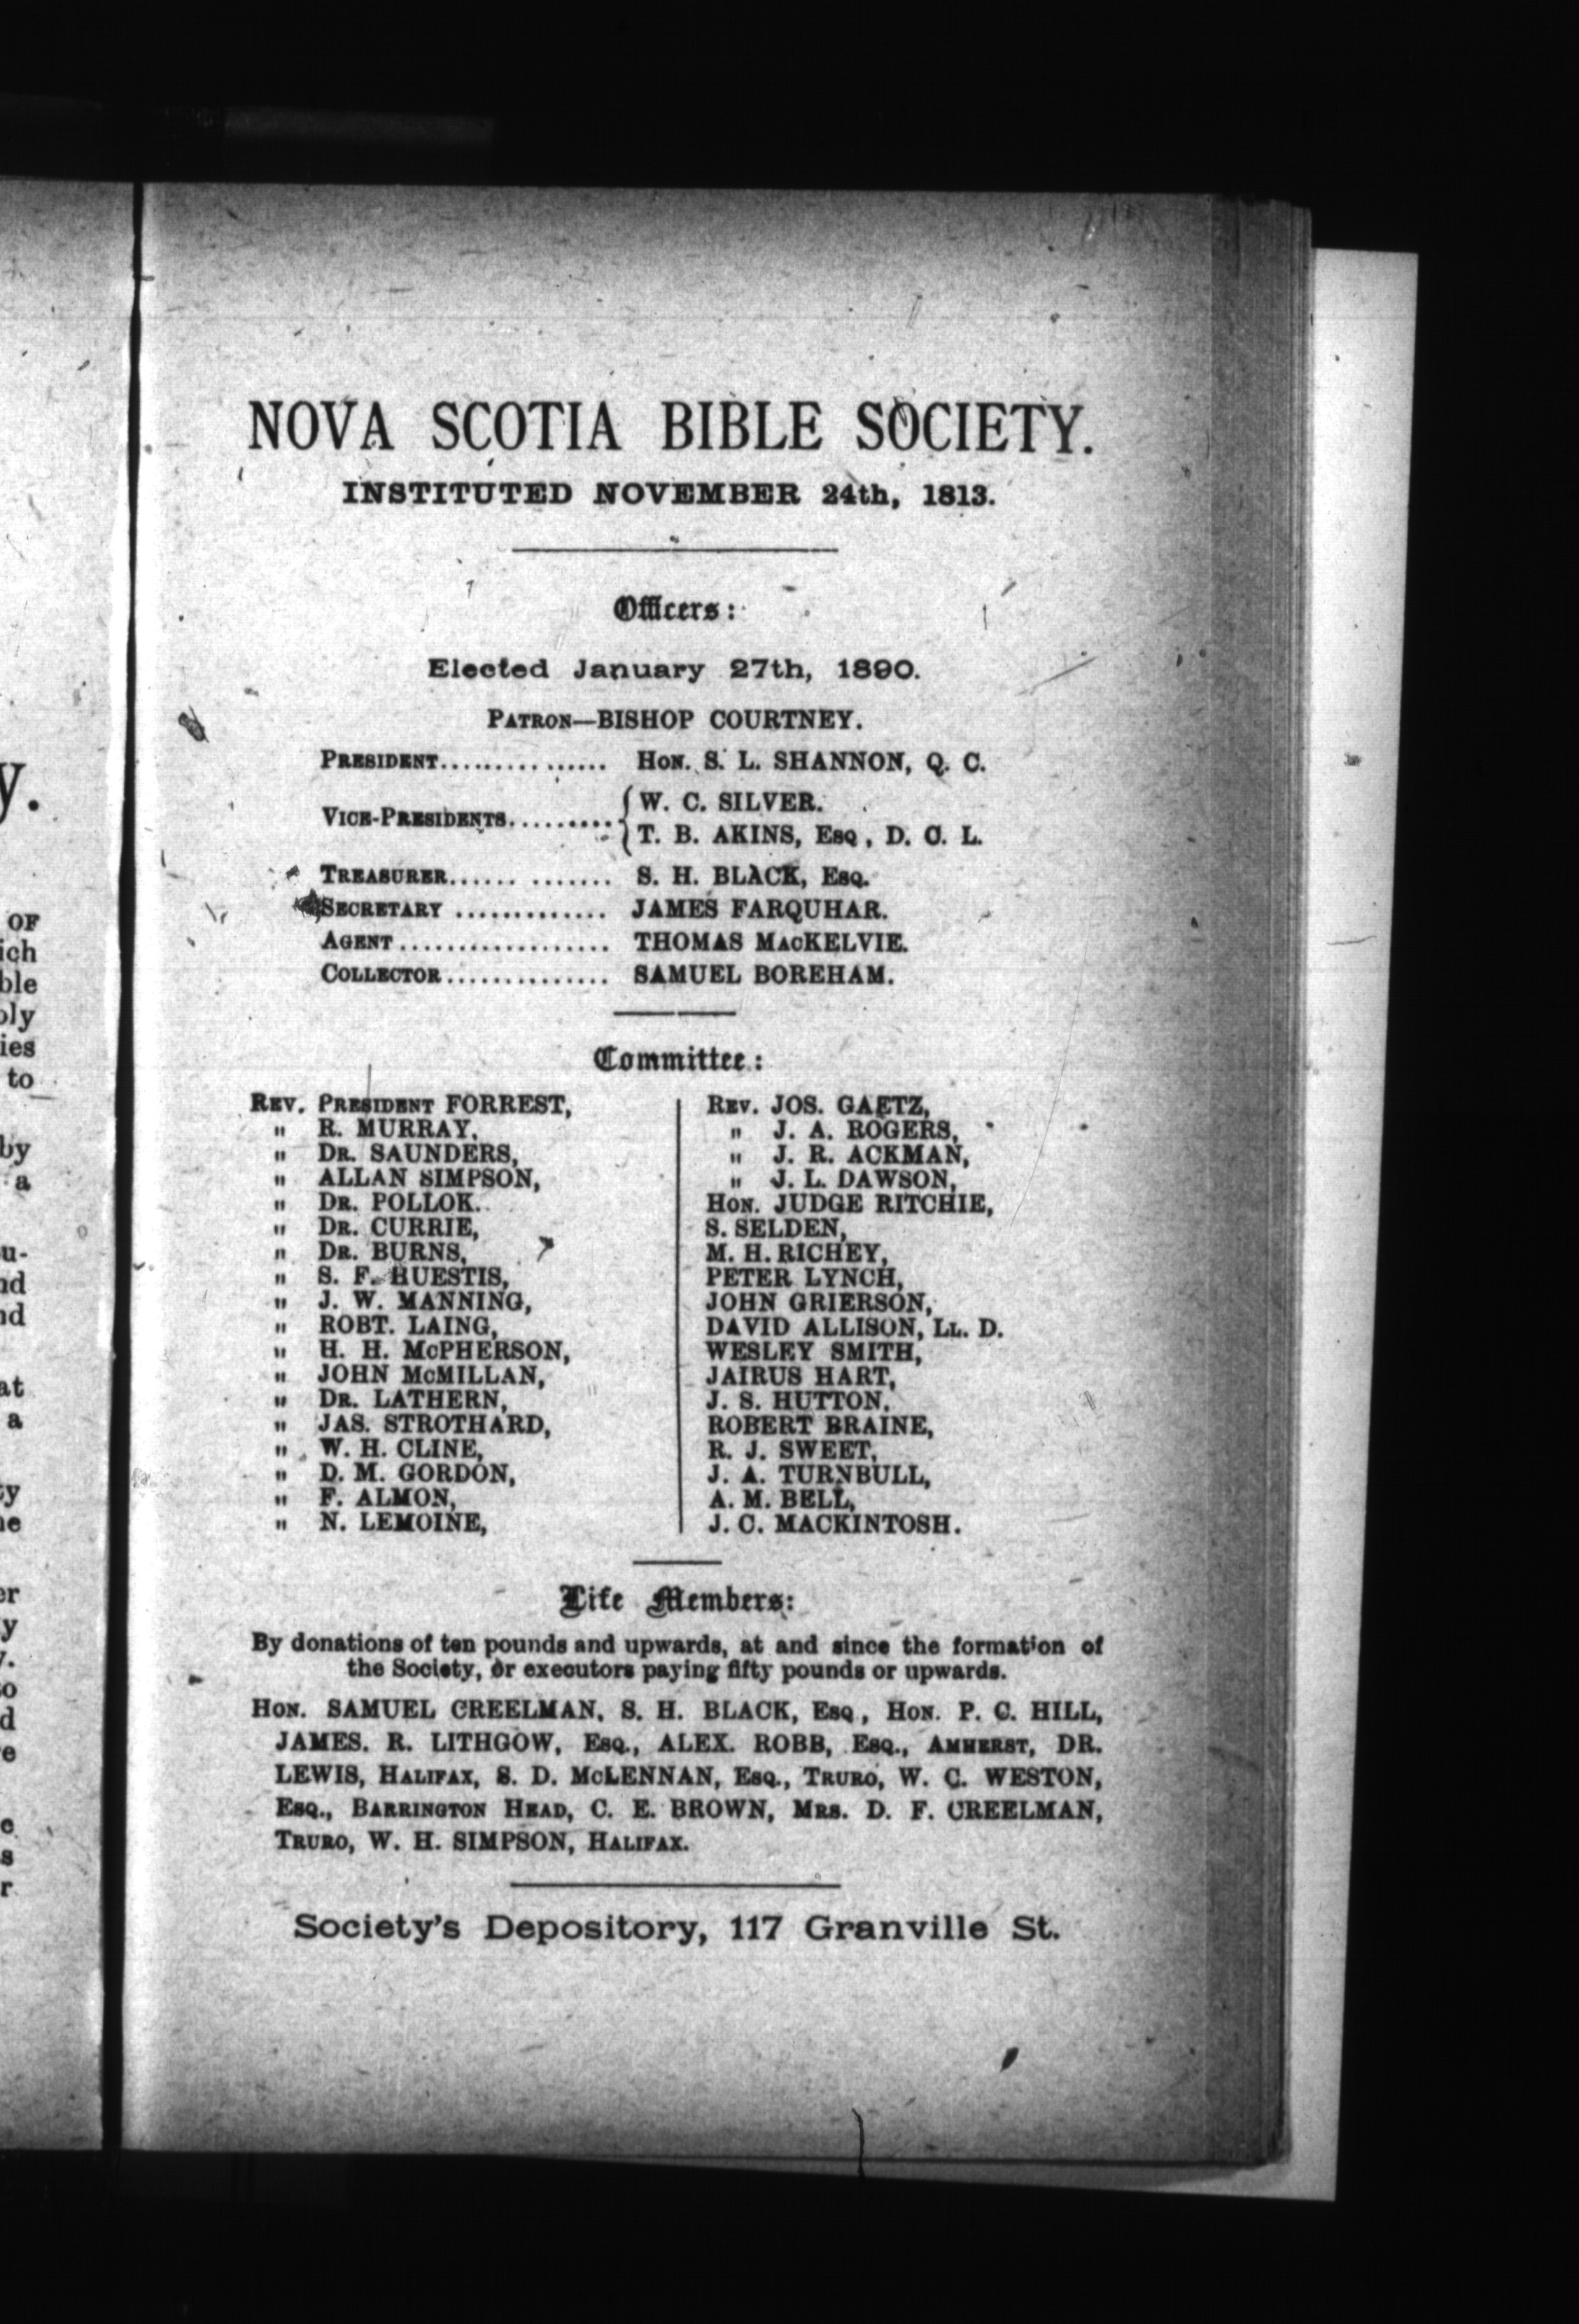 NOVA SCOTIA BIBLE SOCIETY.
INSTITUTED NOVEMBER 24th, 1813.
Officers:
Elected January 27th, 1890.
PATRON—BISHOP COURTNEY.
PRESIDENT............... HON. S. L. SHANNON, Q. C.
VICE-PRESIDENTS......... { W. C. SILVER.
T. B. AKINS, ESQ, D. C. L.
TREASURER...... ....... S. H. BLACK, ESQ.
SECRETARY ............. JAMES FARQUHAR.
AGENT.................. THOMAS MACKELVIE.
COLLECTOR.............. SAMUEL BOREHAM.
Committee:
REV. PRESIDENT FORREST,
" R. MURRAY,
" DR. SAUNDERS,
" ALLAN SIMPSON,
" DR. POLLOK.
" DR. CURRIE,
" DR. BURNS,
" S. F. HUESTIS,
" J. W. MANNING,
" ROBT. LAING,
" H. H. McPHERSON,
" JOHN McMILLAN,
" DR. LATHERN,
" JAS. STROTHARD,
" W. H. CLINE,
" D. M. GORDON,
" F. ALMON,
" N. LEMOINE,
REV. JOS. GAETZ,
" J. A. ROGERS,
" J. R. ACKMAN,
" J. L. DAWSON,
HON. JUDGE RITCHIE,
S. SELDEN,
M. H. RICHEY,
PETER LYNCH,
JOHN GRIERSON,
DAVID ALLISON, LL. D.
WESLEY SMITH,
JAIRUS HART,
J. S. HUTTON,
ROBERT BRAINE,
R. J. SWEET,
J. A. TURNBULL,
A. M. BELL,
J. C. MACKINTOSH.
Life Members:
By donations of ten pounds and upwards, at and since the formation of
the Society, or executors paying fifty pounds or upwards.
HON. SAMUEL CREELMAN, S. H. BLACK, ESQ, HON. P. C. HILL,
JAMES. R. LITHGOW, ESQ., ALEX. ROBB, ESQ., AMHERST, DR.
LEWIS, HALIFAX, S. D. McLENNAN, ESQ., TRURO, W. C. WESTON,
ESQ., BARRINGTON HEAD, C. E. BROWN, MRS. D. F. CREELMAN,
TRURO, W. H. SIMPSON, HALIFAX.
Society's Depository, 117 Granville St.